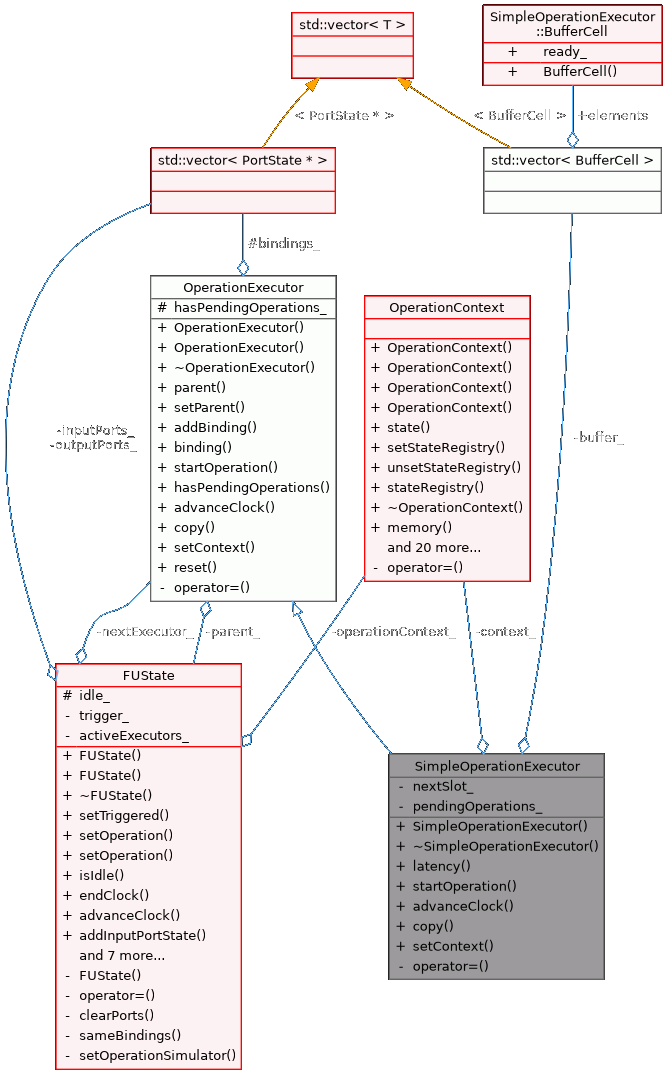 std::vector< T >
SimpleOperationExecutor
::BufferCell
+ ready_
+ BufferCell()
< PortState * >
< BufferCell >
+elements
std::vector< PortState * >
std::vector< BufferCell >
#bindings_
OperationExecutor
# hasPendingOperations_
+ OperationExecutor()
+ OperationExecutor()
+ ~OperationExecutor()
+ parent()
+ setParent()
+ addBinding()
+ binding()
+ startOperation()
+ hasPendingOperations()
+ advanceClock()
+ copy()
+ setContext()
+ reset()
- operator=()
OperationContext
+ OperationContext()
+ OperationContext()
+ OperationContext()
+ OperationContext()
+ state()
+ setStateRegistry()
+ unsetStateRegistry()
+ stateRegistry()
+ ~OperationContext()
+ memory()
and 20 more...
- operator=()
-inputPorts_
-outputPorts_
-buffer_
-nextExecutor_
-parent_
-operationContext_
-context_
FUState
# idle_
- trigger_
- activeExecutors_
+ FUState()
+ FUState()
+ ~FUState()
+ setTriggered()
+ setOperation()
+ setOperation()
+ isIdle()
+ endClock()
+ advanceClock()
+ addInputPortState()
and 7 more...
- FUState()
- operator=()
- clearPorts()
- sameBindings()
- setOperationSimulator()
SimpleOperationExecutor
- nextSlot_
- pendingOperations_
+ SimpleOperationExecutor()
+ ~SimpleOperationExecutor()
+ latency()
+ startOperation()
+ advanceClock()
+ copy()
+ setContext()
- operator=()